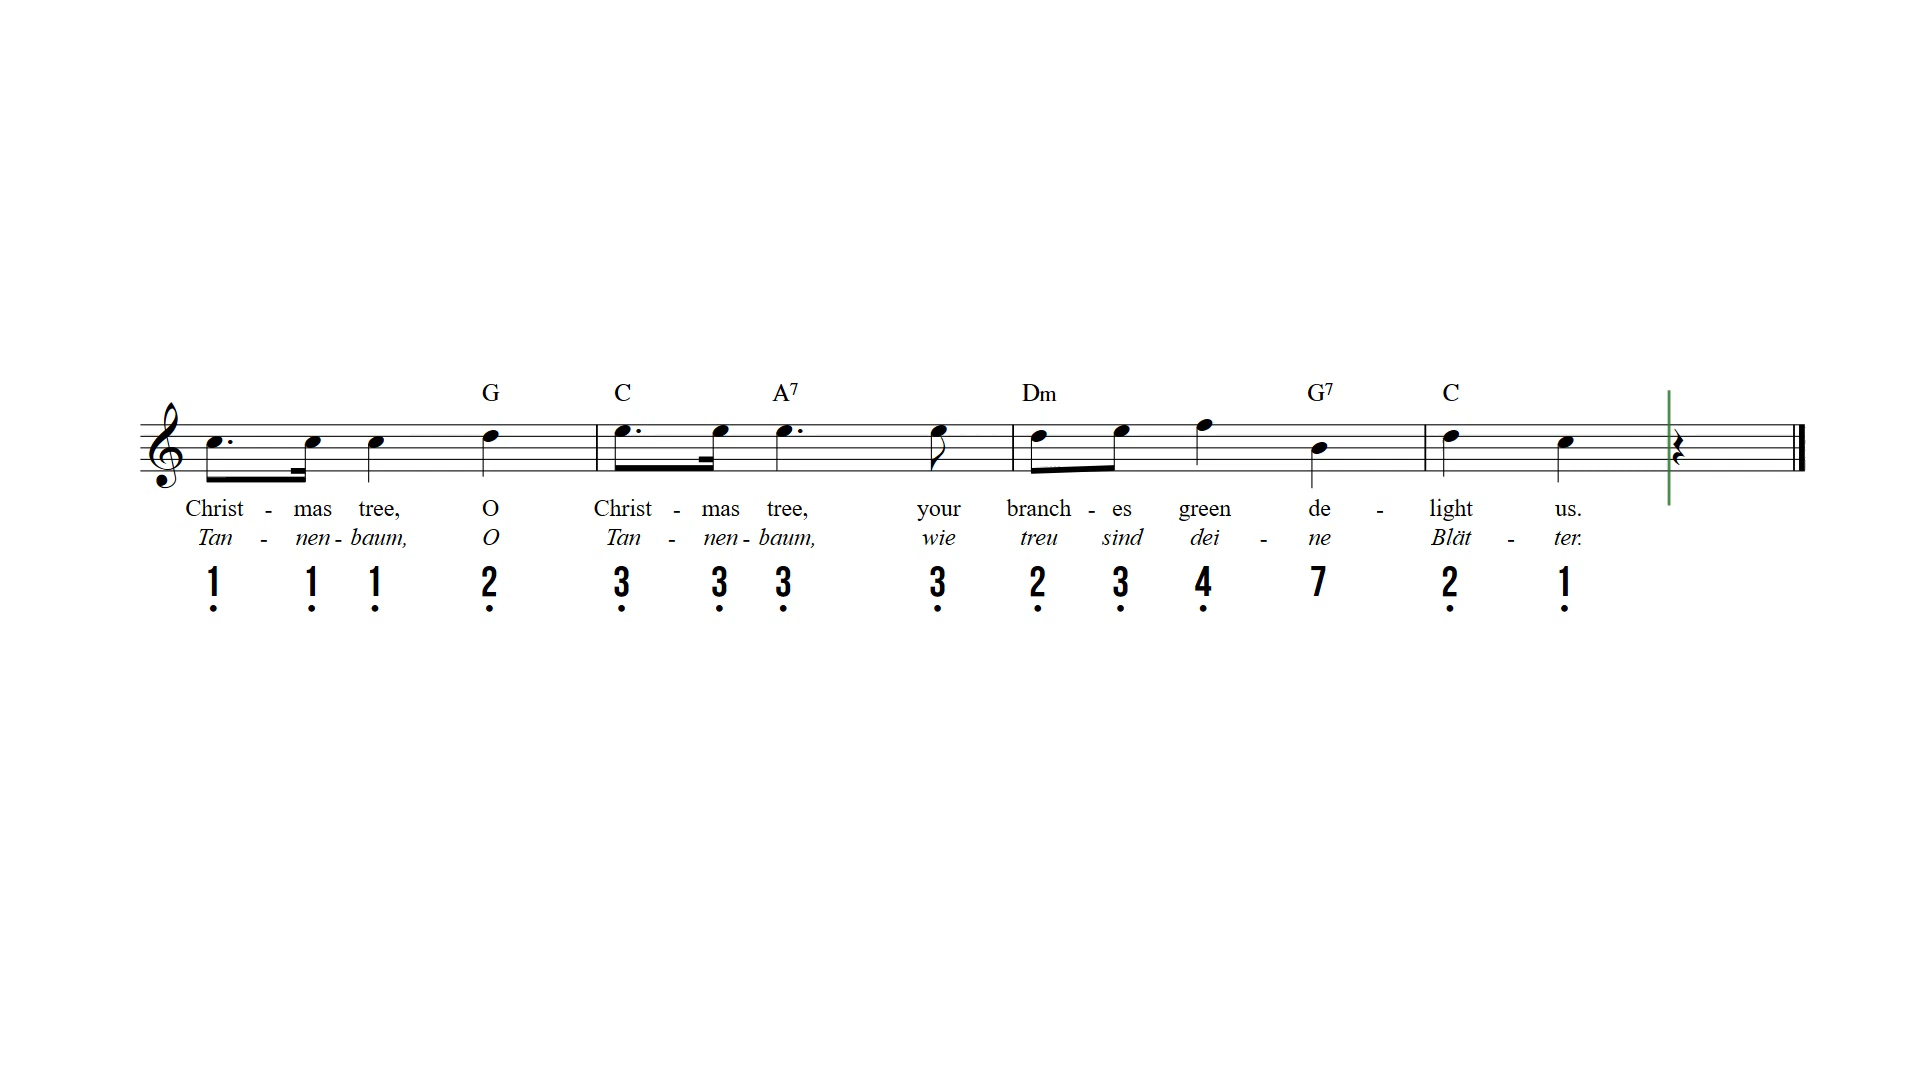 G C A7 Dm G7 C
Christ - mas tree, O Christ - mas tree, your branch - es green de - light us.
Tan - nen - baum, O Tan - nen - baum, wie treu sind dei - ne Blät - ter.
1 1 1 2 3 3 3 3 2 3 4 7 2 1